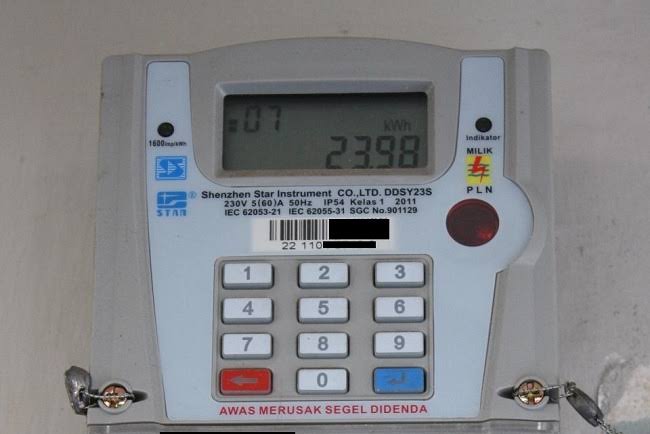 07
kWh
23.98
1600imp/kWh
Indikator
MILIK
PLN
STAR
Shenzhen Star Instrument CO.,LTD. DDSY23S
230V 5(60)A 50Hz IP54 Kelas 1 2011
IEC 62053-21 IEC 62055-31 SGC No.901129
22 110
1 2 3
4 5 6
7 8 9
0
AWAS MERUSAK SEGEL DIDENDA